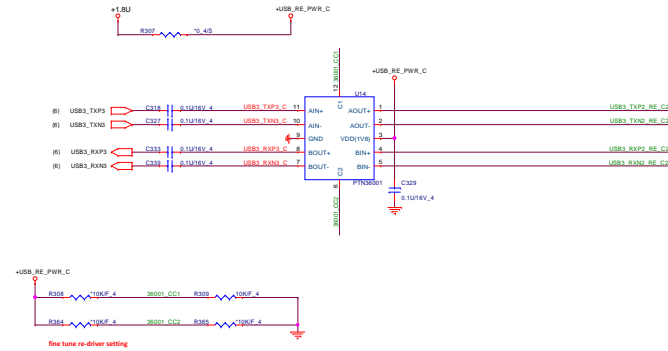 +1.8U
+USB_RE_PWR_C
R307 *0_4/S
+USB_RE_PWR_C
12 36001_CC1
U14
C1
(6) USB3_TXP3 C318 0.1U/16V_4 USB3_TXP3_C 11 AIN+ AOUT+ 1 USB3_TXP2_RE_C2
(6) USB3_TXN3 C327 0.1U/16V_4 USB3_TXN3_C 10 AIN- AOUT- 2 USB3_TXN2_RE_C2
9 GND VDD(1V8) 3
(6) USB3_RXP3 C333 0.1U/16V_4 USB3_RXP3_C 8 BOUT+ BIN+ 4 USB3_RXP2_RE_C2
(6) USB3_RXN3 C339 0.1U/16V_4 USB3_RXN3_C 7 BOUT- BIN- 5 USB3_RXN2_RE_C2
C2
PTN36001
C329
0.1U/16V_4
6 36001_CC2
+USB_RE_PWR_C
R308 *10K/F_4 36001_CC1 R309 10K/F_4
R364 *10K/F_4 36001_CC2 R365 *10K/F_4
fine tune re-driver setting